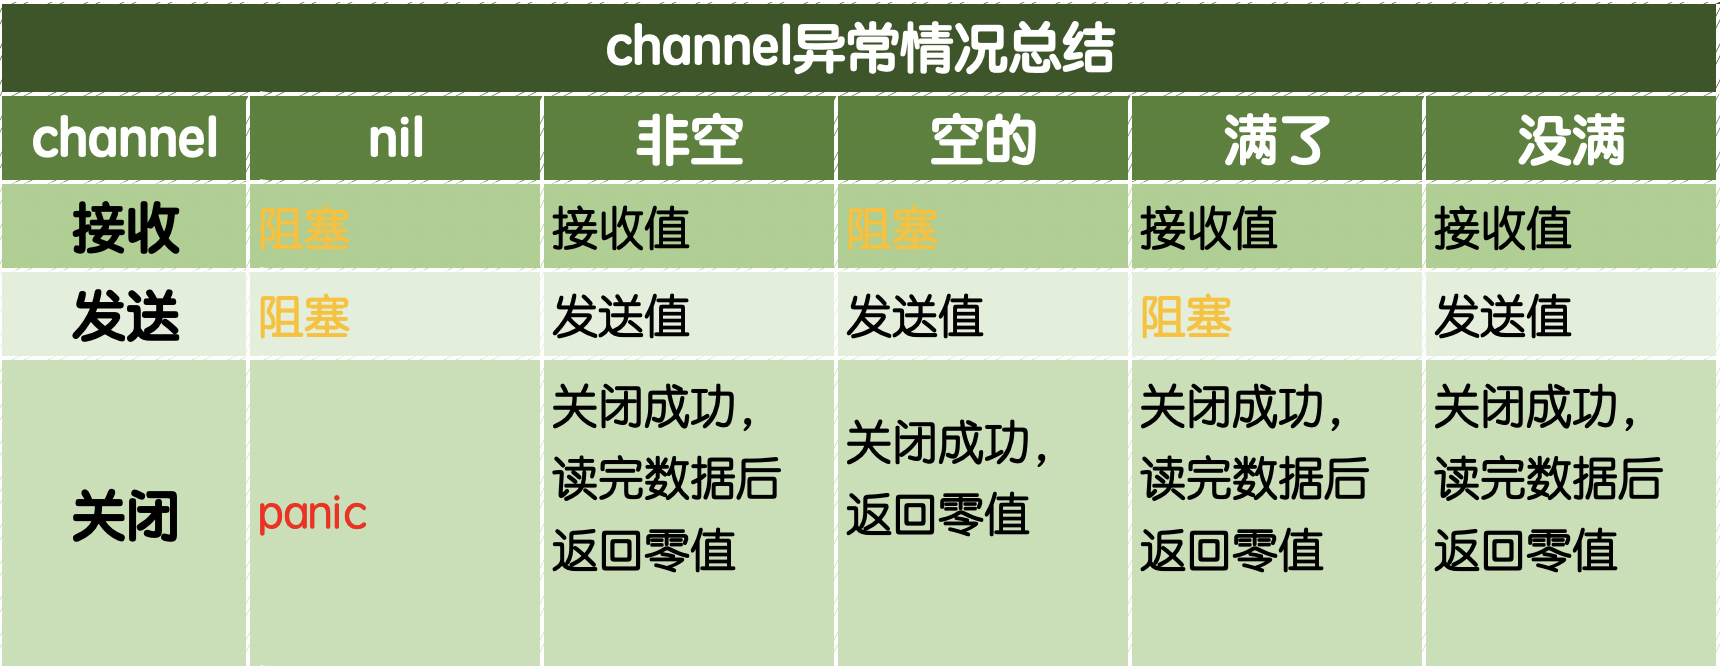 channel异常情况总结
channel nil 非空 空的 满了 没满
接收 阻塞 接收值 阻塞 接收值 接收值
发送 阻塞 发送值 发送值 阻塞 发送值
关闭 panic
关闭成功，
读完数据后
返回零值
关闭成功，
返回零值
关闭成功，
读完数据后
返回零值
关闭成功，
读完数据后
返回零值